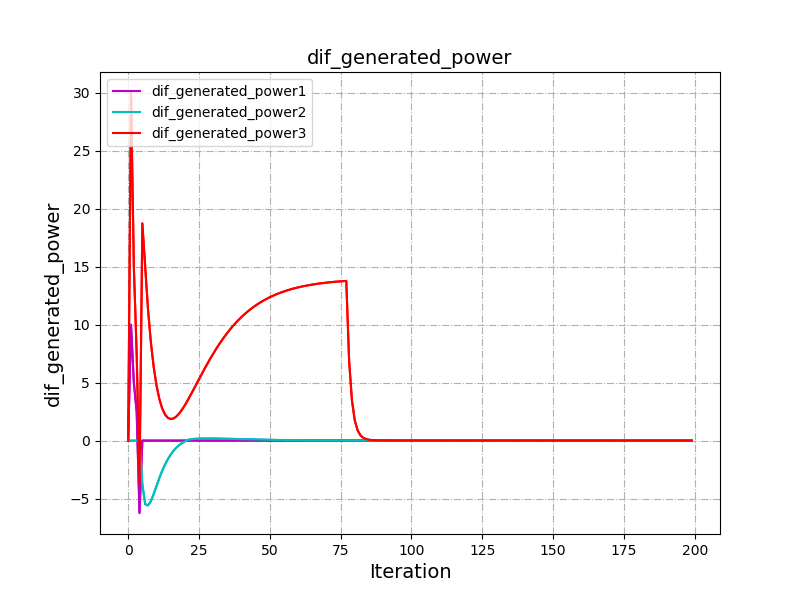 dif_generated_power
dif_generated_power1
dif_generated_power2
dif_generated_power3
dif_generated_power
30
25
20
15
10
5
0
−5
0 25 50 75 100 125 150 175 200
Iteration